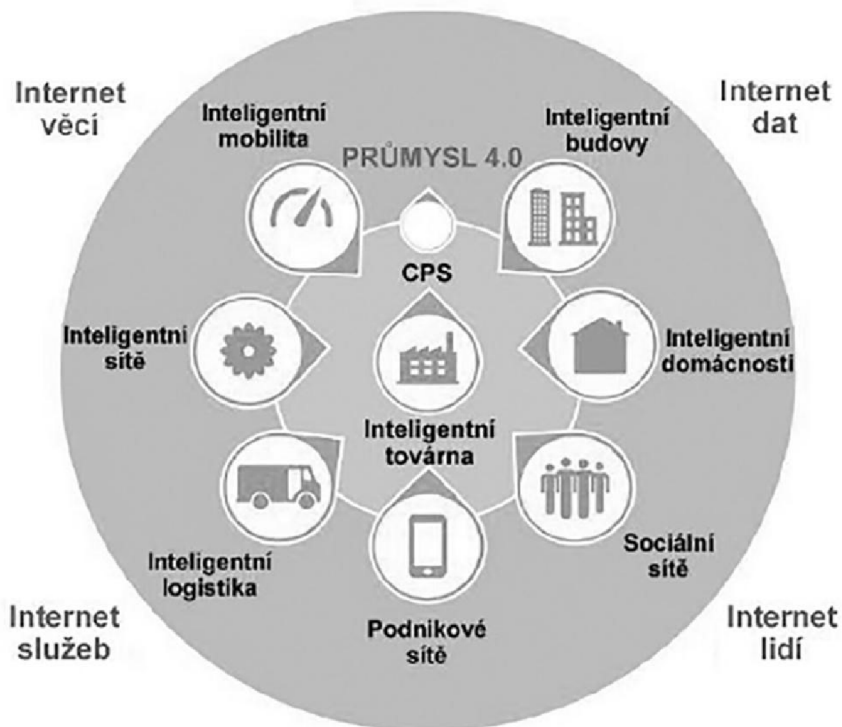 Internet
věcí
Internet
dat
Inteligentní
mobilita
Inteligentní
budovy
PRŮMYSL 4.0
CPS
Inteligentní
sítě
Inteligentní
domácnosti
Inteligentní
továrna
Inteligentní
logistika
Sociální
sítě
Podnikové
sítě
Internet
služeb
Internet
lidí